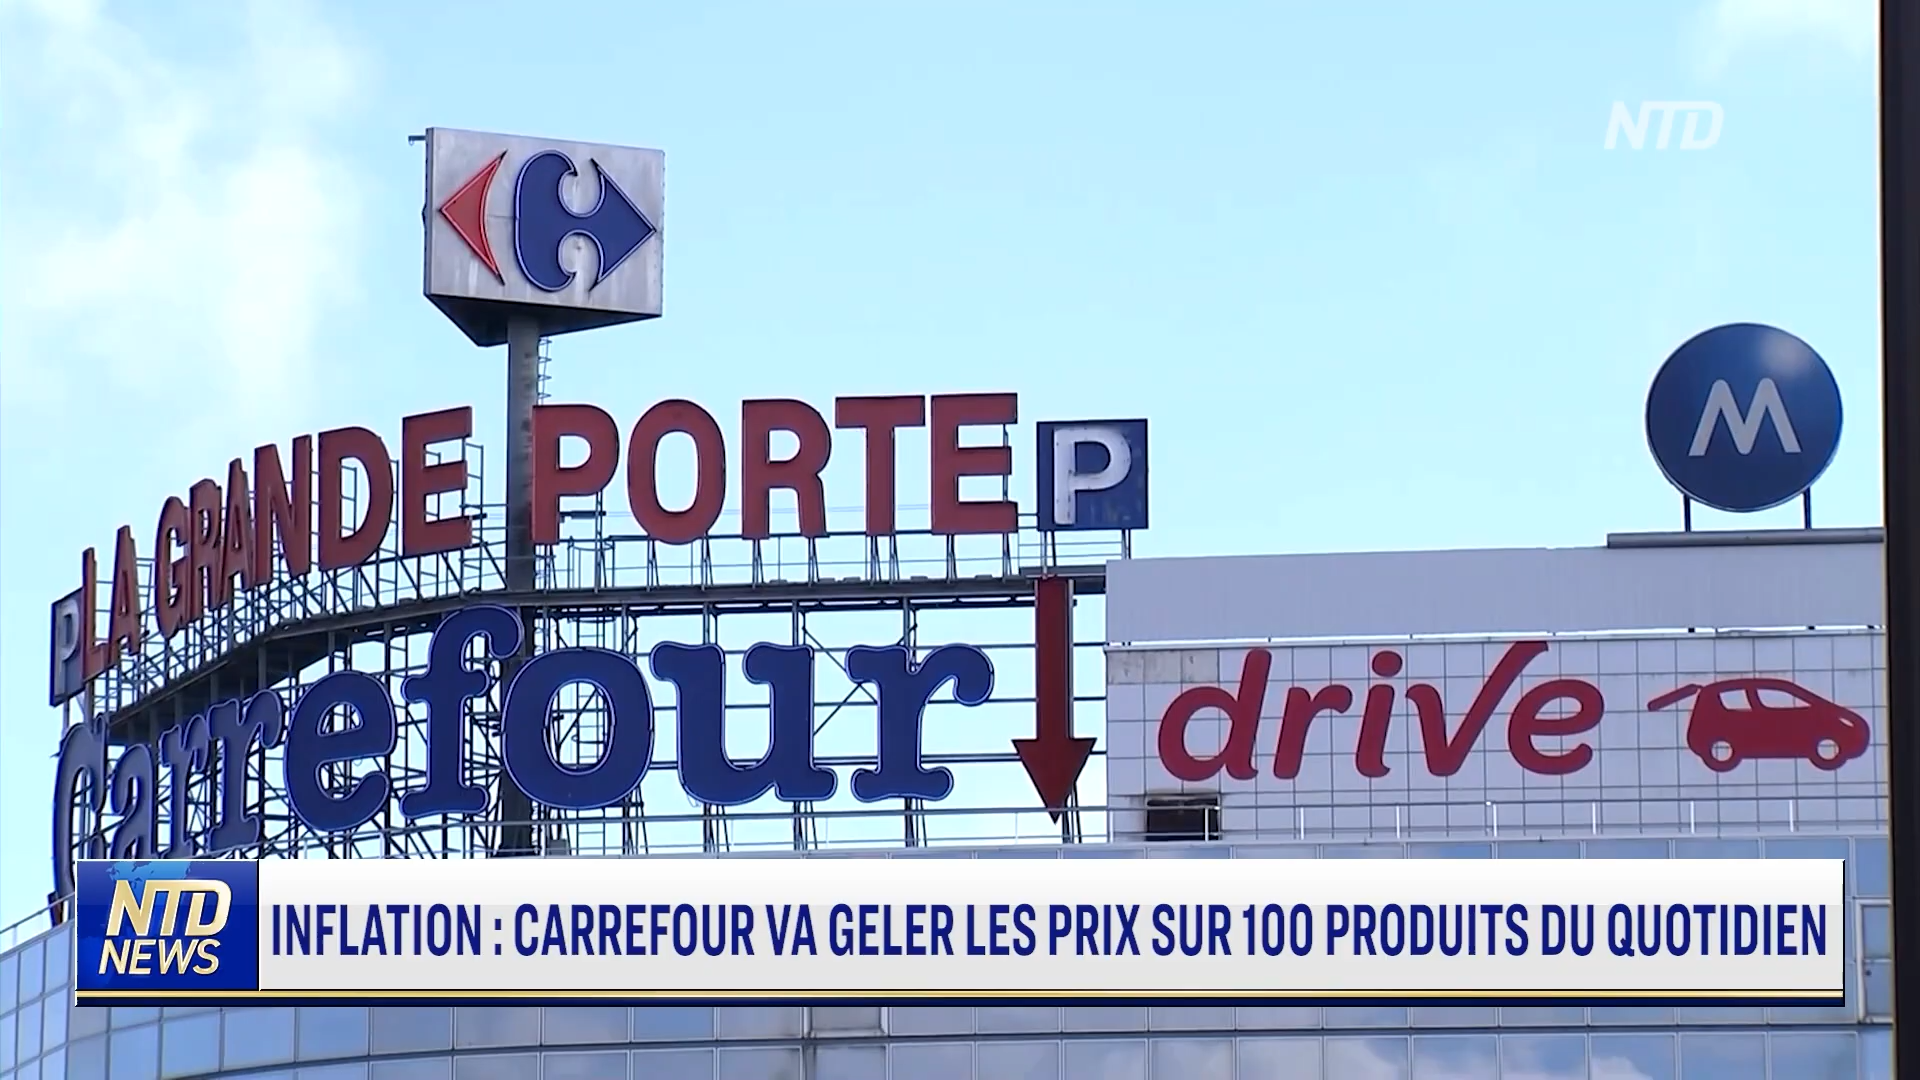 NTD
M
P LA GRANDE PORTE P
Carrefour
drive
NTD NEWS
INFLATION : CARREFOUR VA GELER LES PRIX SUR 100 PRODUITS DU QUOTIDIEN